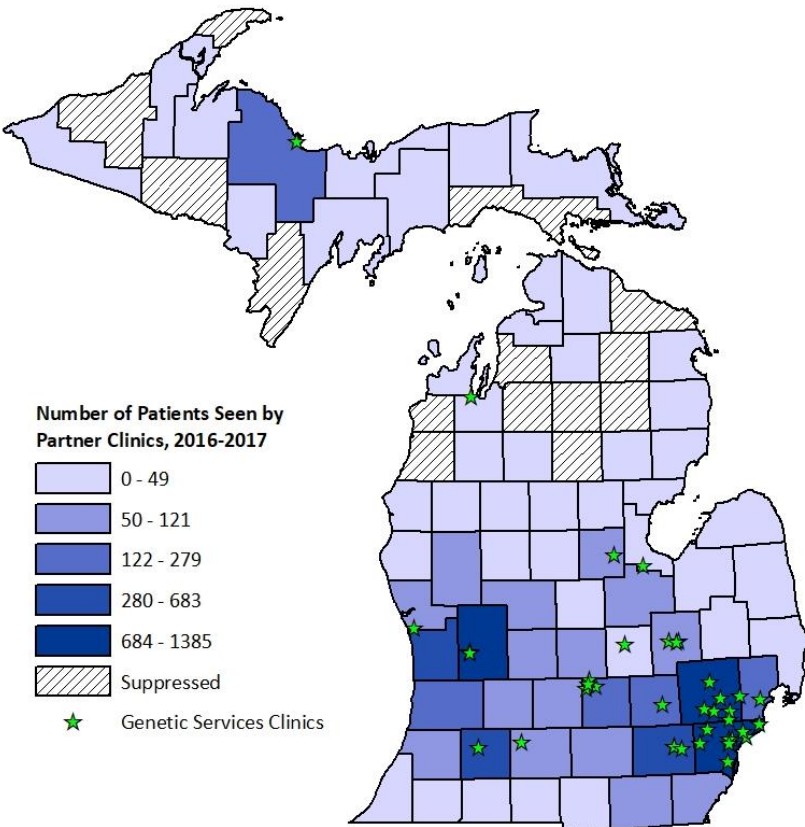 Number of Patients Seen by
Partner Clinics, 2016-2017
0 - 49
50 - 121
122 - 279
280 - 683
684 - 1385
Suppressed
Genetic Services Clinics